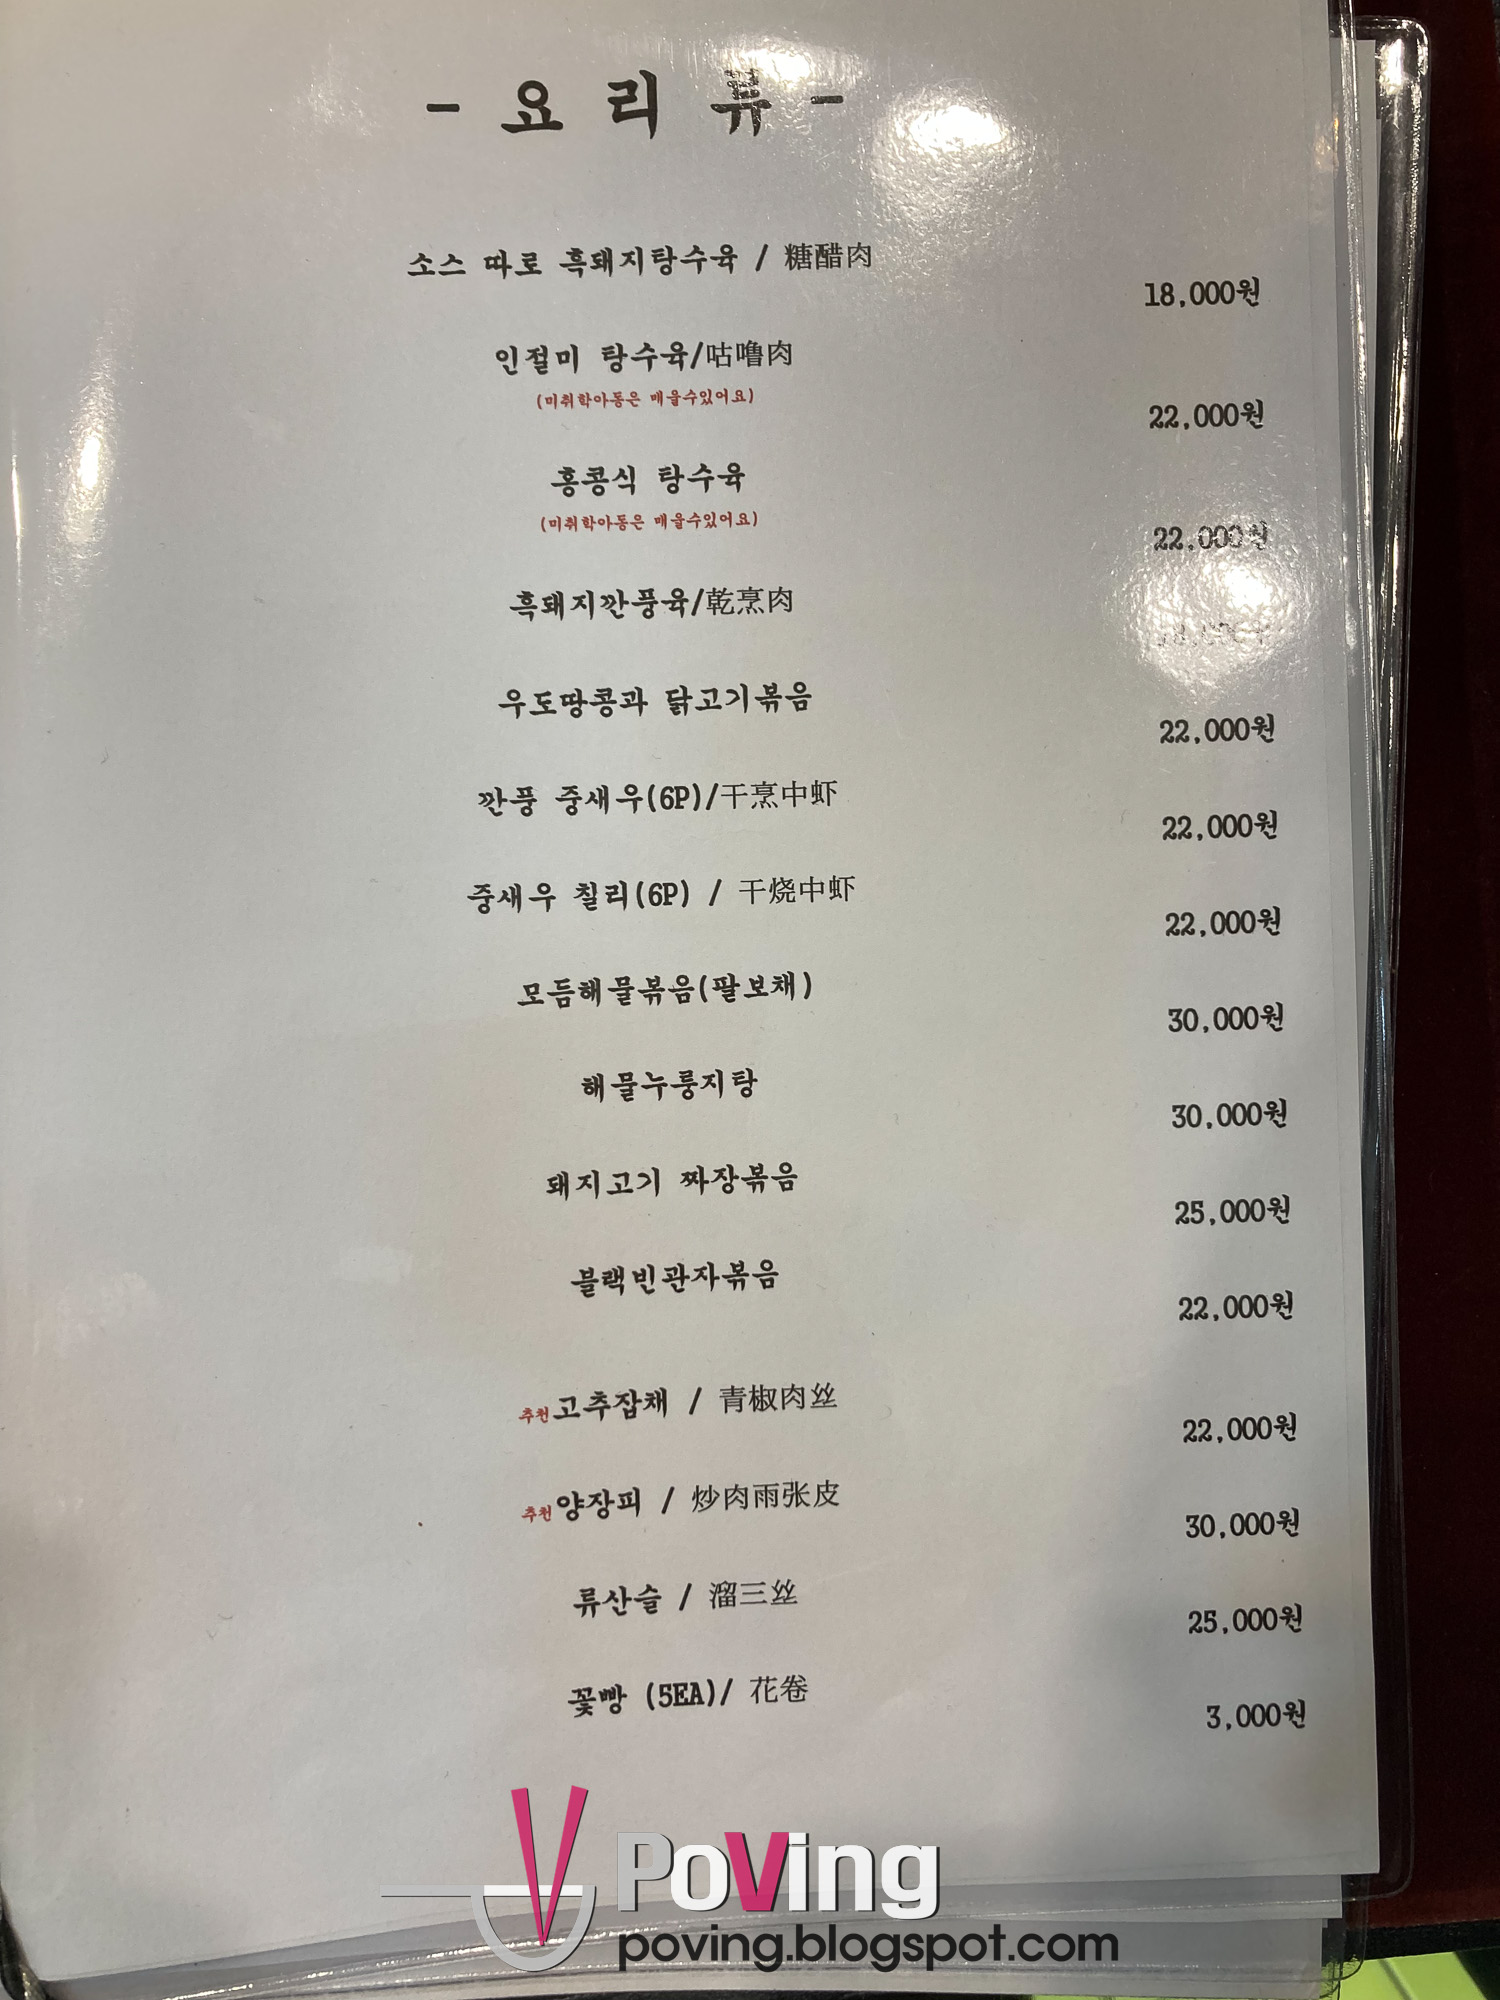 - 요 리 류 -
소스 따로 흑돼지탕수육 / 糖醋肉
18,000원
인절미 탕수육/咕噜肉
(미취학아동은 매울수있어요)
22,000원
홍콩식 탕수육
(미취학아동은 매울수있어요)
22,000원
흑돼지깐풍육/乾烹肉
우도땅콩과 닭고기볶음
22,000원
깐풍 중새우(6P)/干烹中虾
22,000원
중새우 칠리(6P) / 干烧中虾
22,000원
모듬해물볶음(팔보채)
30,000원
해물누룽지탕
30,000원
돼지고기 짜장볶음
25,000원
블랙빈관자볶음
22,000원
추천고추잡채 / 青椒肉丝
22,000원
추천양장피 / 炒肉雨张皮
30,000원
류산슬 / 溜三丝
25,000원
꽃빵 (5EA)/ 花卷
3,000원
PoVing
poving.blogspot.com